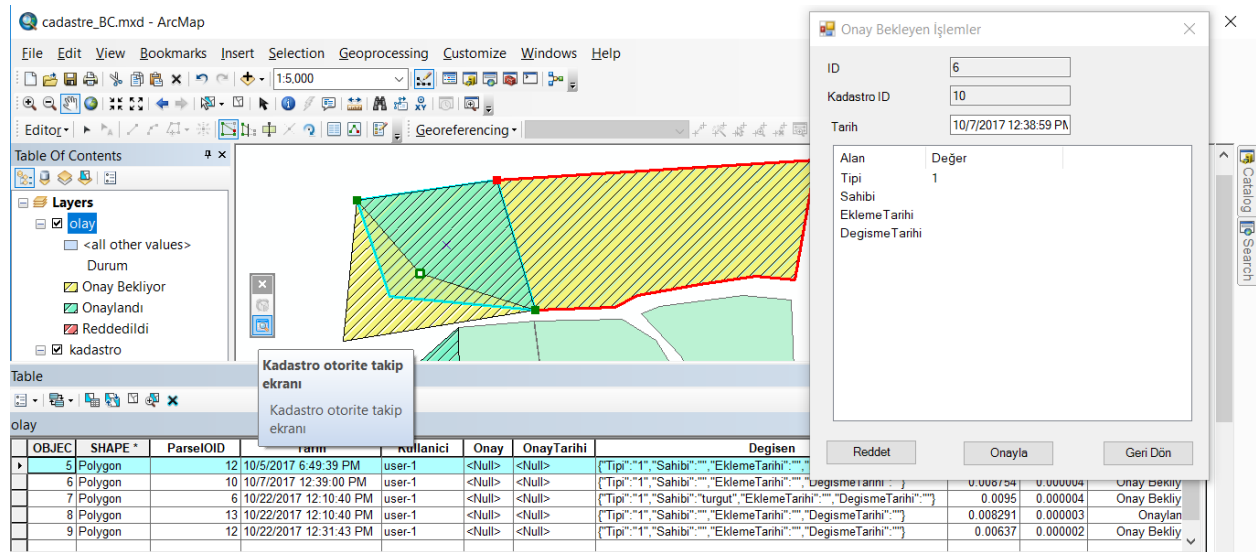 cadastre_BC.mxd - ArcMap
File Edit View Bookmarks Insert Selection Geoprocessing Customize Windows Help
1:5,000
Editor Georeferencing
Table Of Contents
Layers
olay
<all other values>
Durum
Onay Bekliyor
Onaylandı
Reddedildi
kadastro
Kadastro otorite takip
ekranı
Kadastro otorite takip
ekranı
Onay Bekleyen İşlemler
ID 6
Kadastro ID 10
Tarih 10/7/2017 12:38:59 PM
Alan Değer
Tipi 1
Sahibi
EklemeTarihi
DegismeTarihi
Reddet Onayla Geri Dön
Catalog
Search
Table
olay
OBJEC SHAPE * ParselOID Tarih Kullanici Onay OnayTarihi Degisen
5 Polygon 12 10/5/2017 6:49:39 PM user-1 <Null> <Null> {"Tipi":"1","Sahibi":"","EklemeTarihi":"",
6 Polygon 10 10/7/2017 12:39:00 PM user-1 <Null> <Null> {"Tipi":"1","Sahibi":"","EklemeTarihi":"","DegismeTarihi":""} 0.008754 0.000004 Onay Bekliy
7 Polygon 6 10/22/2017 12:10:40 PM user-1 <Null> <Null> {"Tipi":"1","Sahibi":"turgut","EklemeTarihi":"","DegismeTarihi":""} 0.0095 0.000004 Onay Bekliy
8 Polygon 13 10/22/2017 12:10:40 PM user-1 <Null> <Null> {"Tipi":"1","Sahibi":"","EklemeTarihi":"","DegismeTarihi":""} 0.008291 0.000003 Onaylan
9 Polygon 12 10/22/2017 12:31:43 PM user-1 <Null> <Null> {"Tipi":"1","Sahibi":"","EklemeTarihi":"","DegismeTarihi":""} 0.00637 0.000002 Onay Bekliy